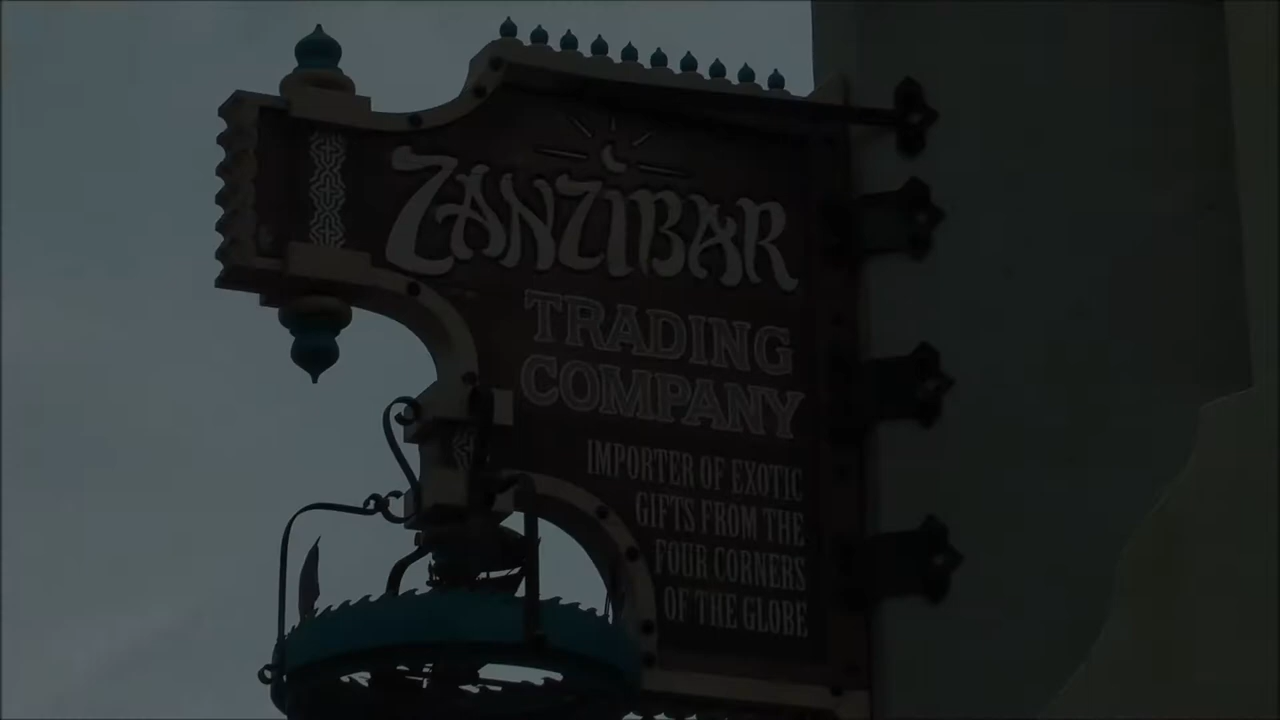 ZANZIBAR
TRADING
COMPANY
IMPORTER OF EXOTIC
GIFTS FROM THE
FOUR CORNERS
OF THE GLOBE